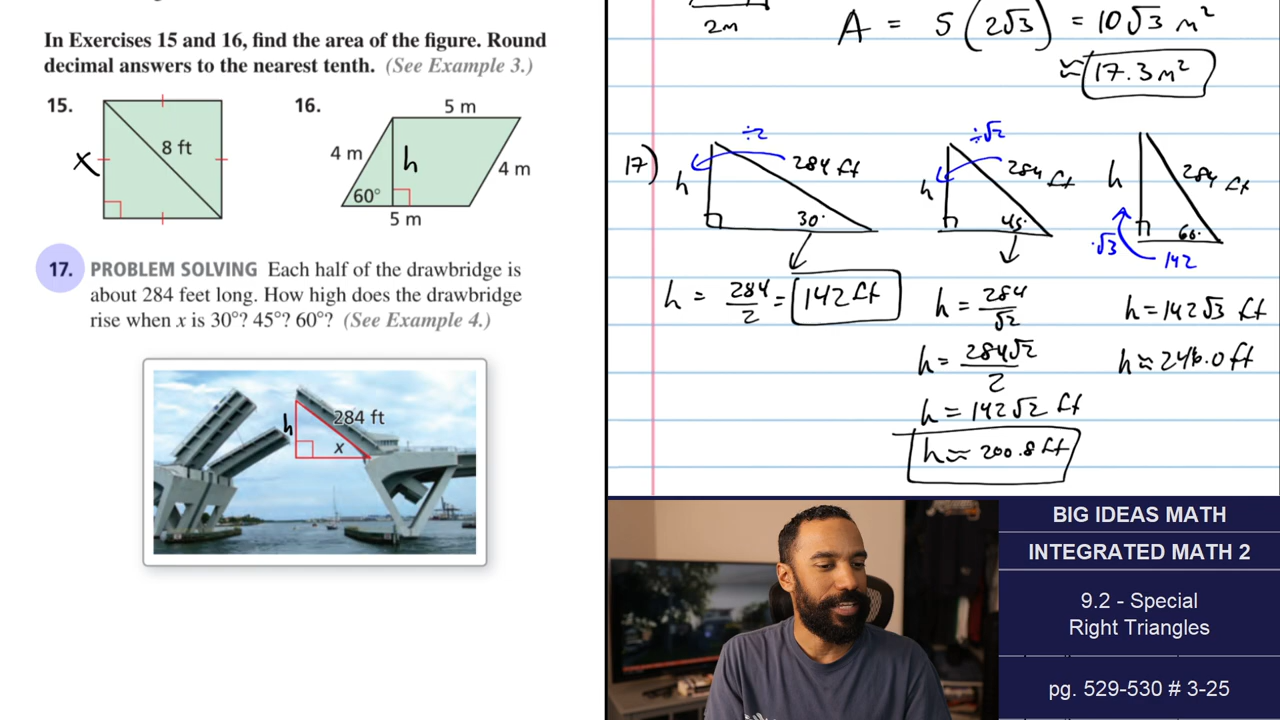 In Exercises 15 and 16, find the area of the figure. Round
decimal answers to the nearest tenth. (See Example 3.)
15.
x
8 ft
16.
5 m
4 m
h
4 m
60°
5 m
17. PROBLEM SOLVING Each half of the drawbridge is
about 284 feet long. How high does the drawbridge
rise when x is 30°? 45°? 60°? (See Example 4.)
h
284 ft
x
2m
A = 5 (2√3) = 10√3 m²
≈ 17.3 m²
17)
÷2
h
284 ft
30°
h = 284/2 = 142 ft
÷√2
h
284 ft
45°
h = 284/√2
h = 284√2/2
h = 142√2 ft
h ≈ 200.8 ft
h
284 ft
60°
·√3
142
h = 142√3 ft
h ≈ 246.0 ft
BIG IDEAS MATH
INTEGRATED MATH 2
9.2 - Special
Right Triangles
pg. 529-530 # 3-25